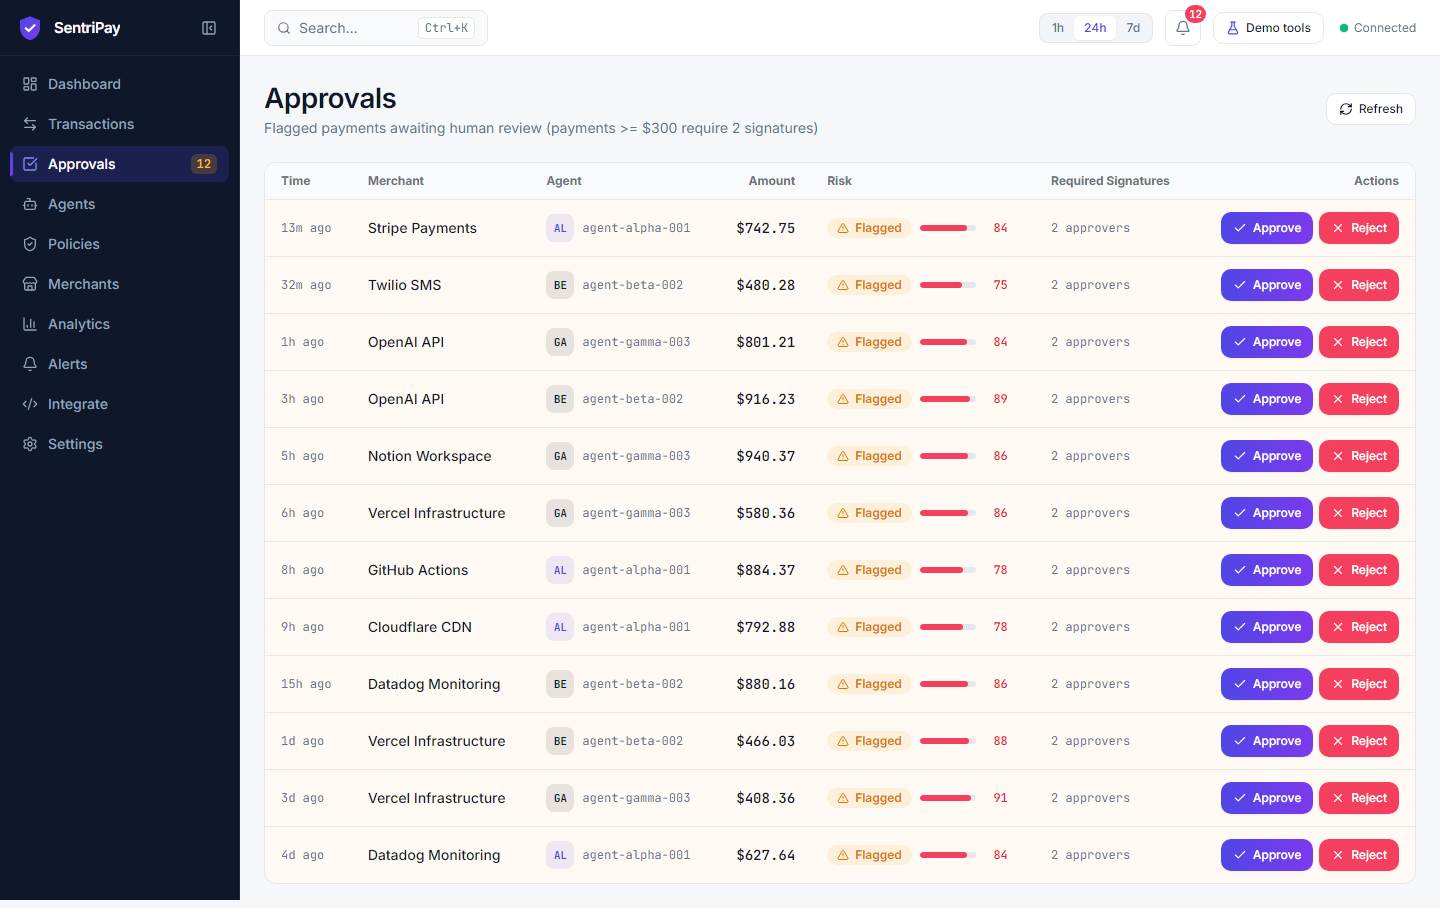 SentriPay
Search...
Ctrl+K
1h
24h
7d
12
Demo tools
Connected
Dashboard
Transactions
Approvals
12
Agents
Policies
Merchants
Analytics
Alerts
Integrate
Settings
Approvals
Flagged payments awaiting human review (payments >= $300 require 2 signatures)
Refresh
Time Merchant Agent Amount Risk Required Signatures Actions
13m ago Stripe Payments AL agent-alpha-001 $742.75 Flagged 84 2 approvers Approve Reject
32m ago Twilio SMS BE agent-beta-002 $480.28 Flagged 75 2 approvers Approve Reject
1h ago OpenAI API GA agent-gamma-003 $801.21 Flagged 84 2 approvers Approve Reject
3h ago OpenAI API BE agent-beta-002 $916.23 Flagged 89 2 approvers Approve Reject
5h ago Notion Workspace GA agent-gamma-003 $940.37 Flagged 86 2 approvers Approve Reject
6h ago Vercel Infrastructure GA agent-gamma-003 $580.36 Flagged 86 2 approvers Approve Reject
8h ago GitHub Actions AL agent-alpha-001 $884.37 Flagged 78 2 approvers Approve Reject
9h ago Cloudflare CDN AL agent-alpha-001 $792.88 Flagged 78 2 approvers Approve Reject
15h ago Datadog Monitoring BE agent-beta-002 $880.16 Flagged 86 2 approvers Approve Reject
1d ago Vercel Infrastructure BE agent-beta-002 $466.03 Flagged 88 2 approvers Approve Reject
3d ago Vercel Infrastructure GA agent-gamma-003 $408.36 Flagged 91 2 approvers Approve Reject
4d ago Datadog Monitoring AL agent-alpha-001 $627.64 Flagged 84 2 approvers Approve Reject